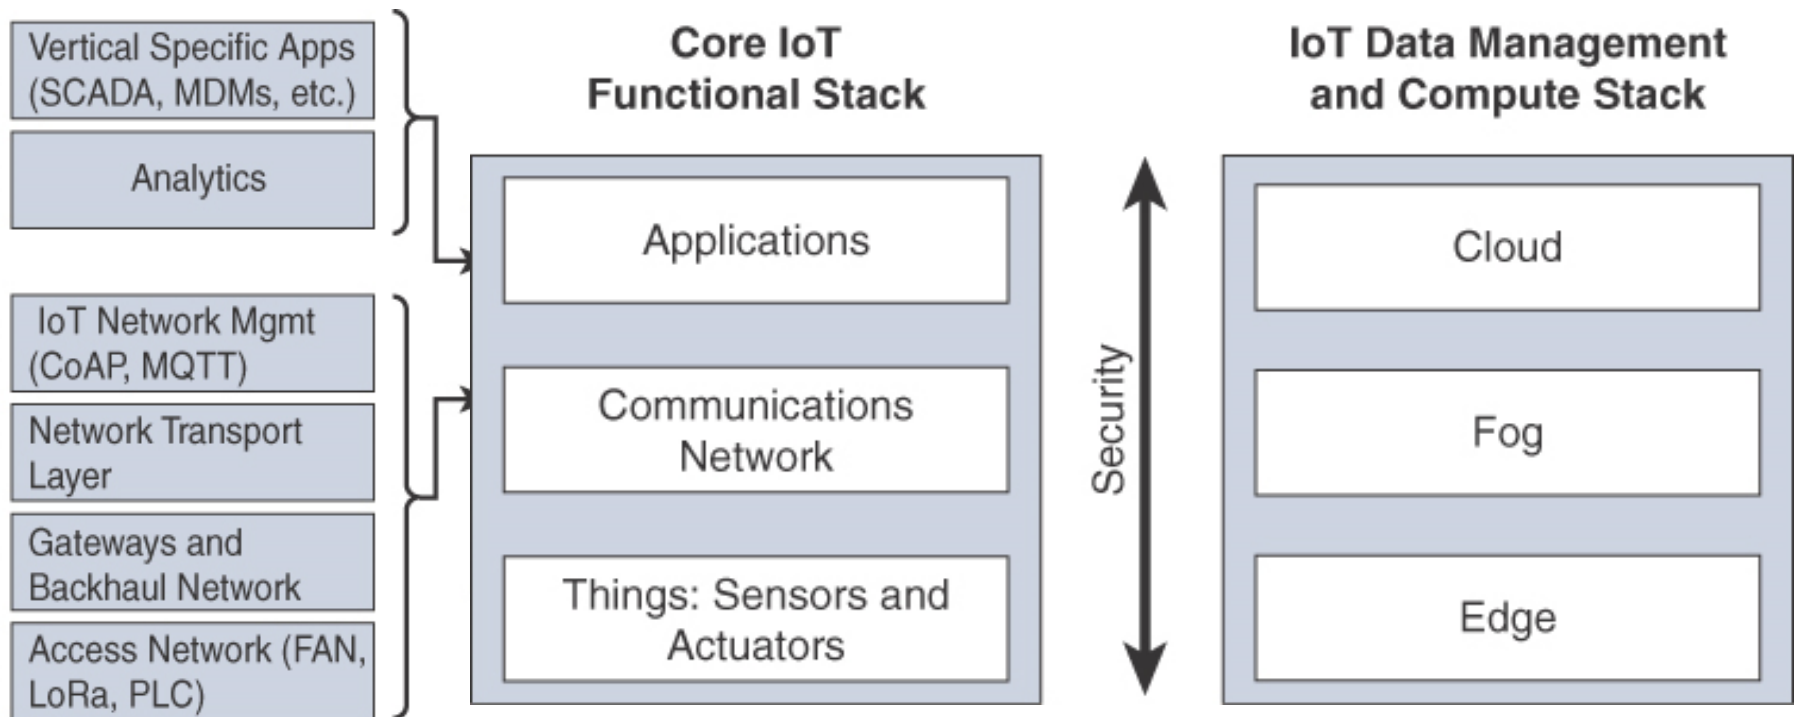 Vertical Specific Apps
(SCADA, MDMs, etc.)
Analytics
IoT Network Mgmt
(CoAP, MQTT)
Network Transport
Layer
Gateways and
Backhaul Network
Access Network (FAN,
LoRa, PLC)
Core IoT
Functional Stack
Applications
Communications
Network
Things: Sensors and
Actuators
Security
IoT Data Management
and Compute Stack
Cloud
Fog
Edge